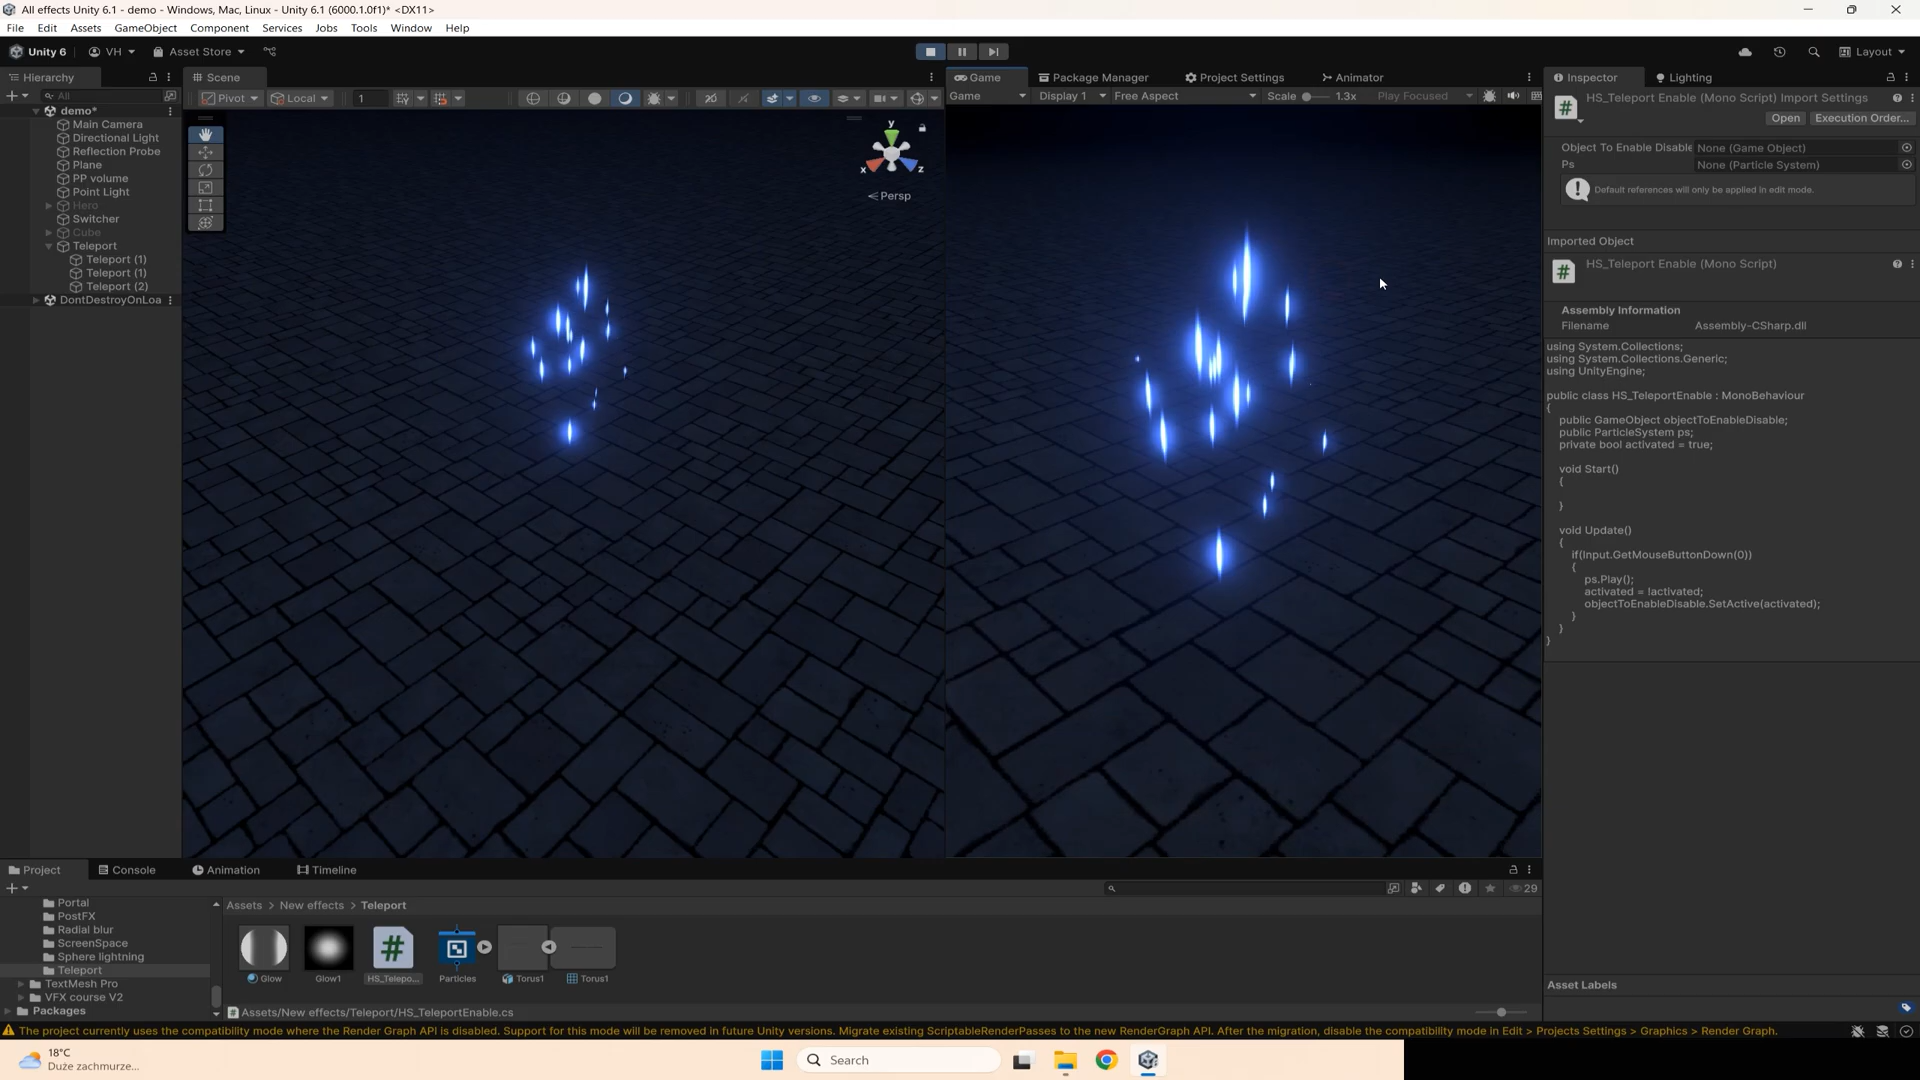 All effects Unity 6.1 - demo - Windows, Mac, Linux - Unity 6.1 (6000.1.0f1)* <DX11>
File Edit Assets GameObject Component Services Jobs Tools Window Help
Unity 6 VH Asset Store Layout
Hierarchy
All
demo*
Main Camera
Directional Light
Reflection Probe
Plane
PP volume
Point Light
Hero
Switcher
Cube
Teleport
Teleport (1)
Teleport (1)
Teleport (2)
DontDestroyOnLoa
Scene
Pivot Local 1 2D
y
x z
Persp
Game Package Manager Project Settings Animator
Game Display 1 Free Aspect Scale 1.3x Play Focused
Inspector Lighting
HS_Teleport Enable (Mono Script) Import Settings
Open Execution Order...
Object To Enable Disable None (Game Object)
Ps None (Particle System)
Default references will only be applied in edit mode.
Imported Object
HS_Teleport Enable (Mono Script)
Assembly Information
Filename Assembly-CSharp.dll
using System.Collections;
using System.Collections.Generic;
using UnityEngine;
public class HS_TeleportEnable : MonoBehaviour
{
public GameObject objectToEnableDisable;
public ParticleSystem ps;
private bool activated = true;
void Start()
{
}
void Update()
{
if(Input.GetMouseButtonDown(0))
{
ps.Play();
activated = !activated;
objectToEnableDisable.SetActive(activated);
}
}
}
Asset Labels
Project Console Animation Timeline
29
Portal
PostFX
Radial blur
ScreenSpace
Sphere lightning
Teleport
TextMesh Pro
VFX course V2
Packages
Assets > New effects > Teleport
Glow Glow1 HS_Telepo... Particles Torus1 Torus1
Assets/New effects/Teleport/HS_TeleportEnable.cs
The project currently uses the compatibility mode where the Render Graph API is disabled. Support for this mode will be removed in future Unity versions. Migrate existing ScriptableRenderPasses to the new RenderGraph API. After the migration, disable the compatibility mode in Edit > Projects Settings > Graphics > Render Graph.
18°C
Duże zachmurze...
Search